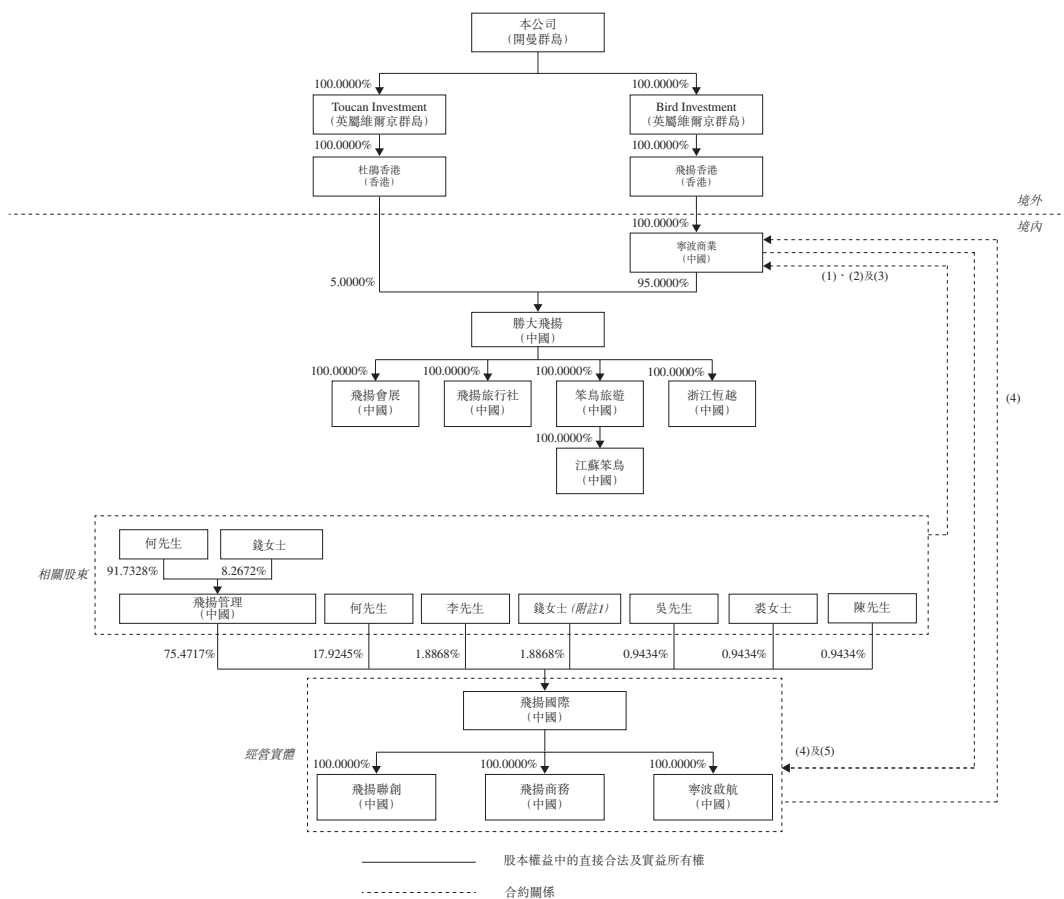 本公司
(開曼群島)
100.0000%
100.0000%
Toucan Investment
(英屬維爾京群島)
Bird Investment
(英屬維爾京群島)
100.0000%
100.0000%
杜鵑香港
(香港)
飛揚香港
(香港)
境外
境內
100.0000%
寧波商業
(中國)
(1)、(2)及(3)
5.0000%
95.0000%
勝大飛揚
(中國)
100.0000%
100.0000%
100.0000%
100.0000%
飛揚會展
(中國)
飛揚旅行社
(中國)
笨鳥旅遊
(中國)
浙江恆越
(中國)
(4)
100.0000%
江蘇笨鳥
(中國)
何先生
錢女士
相關股東
91.7328%
8.2672%
飛揚管理
(中國)
何先生
李先生
錢女士(附註1)
吳先生
裘女士
陳先生
75.4717%
17.9245%
1.8868%
1.8868%
0.9434%
0.9434%
0.9434%
飛揚國際
(中國)
經營實體
(4)及(5)
100.0000%
100.0000%
100.0000%
飛揚聯創
(中國)
飛揚商務
(中國)
寧波啟航
(中國)
股本權益中的直接合法及實益所有權
合約關係